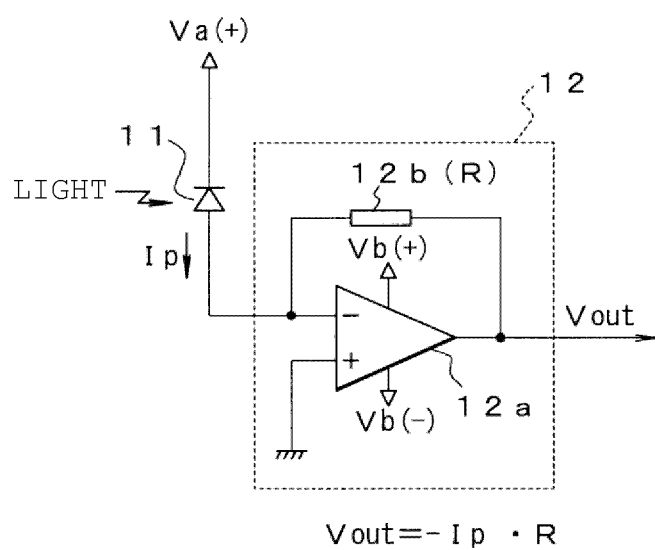 Va(+)
12
11
LIGHT
12b(R)
Ip
Vb(+)
Vout
−
+
12a
Vb(−)
Vout=-Ip・R